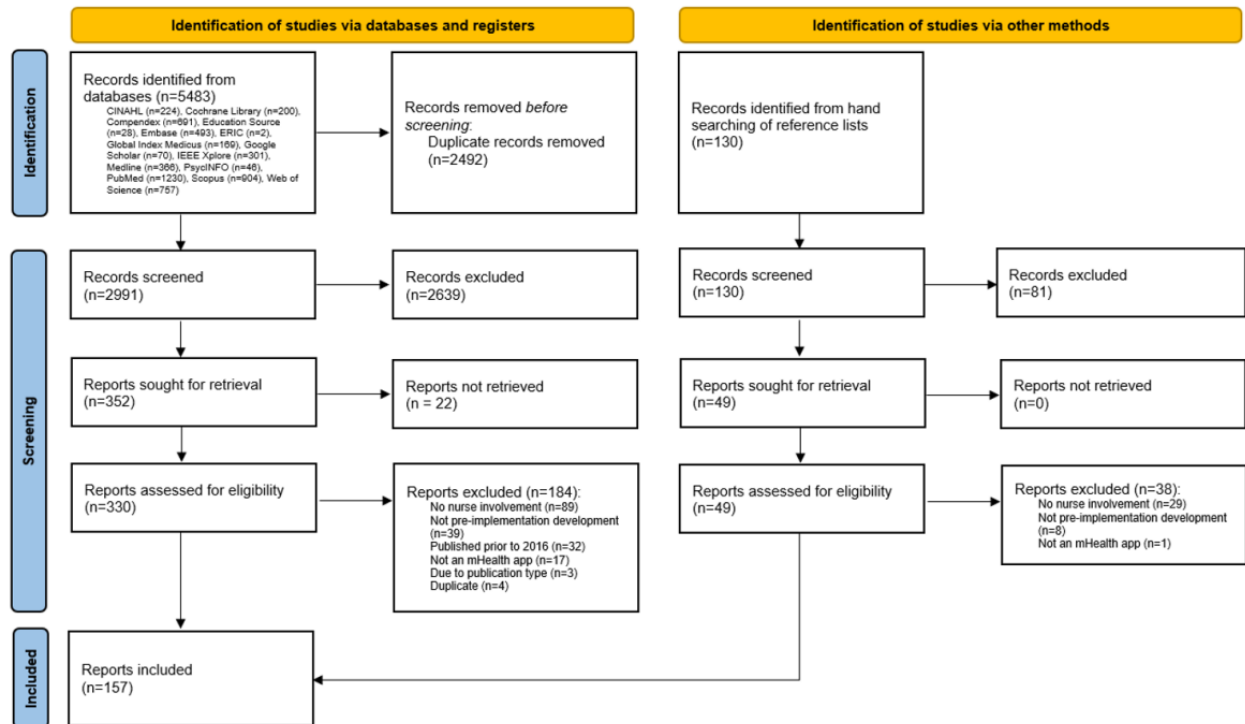 Identification of studies via databases and registers
Identification of studies via other methods
Identification
Records identified from
databases (n=5483)
CINAHL (n=224), Cochrane Library (n=200),
Compendex (n=691), Education Source
(n=28), Embase (n=493), ERIC (n=2),
Global Index Medicus (n=169), Google
Scholar (n=70), IEEE Xplore (n=301),
Medline (n=366), PsycINFO (n=46),
PubMed (n=1230), Scopus (n=904), Web of
Science (n=757)
Records removed before
screening:
Duplicate records removed
(n=2492)
Records identified from hand
searching of reference lists
(n=130)
Screening
Records screened
(n=2991)
Records excluded
(n=2639)
Records screened
(n=130)
Records excluded
(n=81)
Reports sought for retrieval
(n=352)
Reports not retrieved
(n = 22)
Reports sought for retrieval
(n=49)
Reports not retrieved
(n=0)
Reports assessed for eligibility
(n=330)
Reports excluded (n=184):
No nurse involvement (n=89)
Not pre-implementation development
(n=39)
Published prior to 2016 (n=32)
Not an mHealth app (n=17)
Due to publication type (n=3)
Duplicate (n=4)
Reports assessed for eligibility
(n=49)
Reports excluded (n=38):
No nurse involvement (n=29)
Not pre-implementation development
(n=8)
Not an mHealth app (n=1)
Included
Reports included
(n=157)